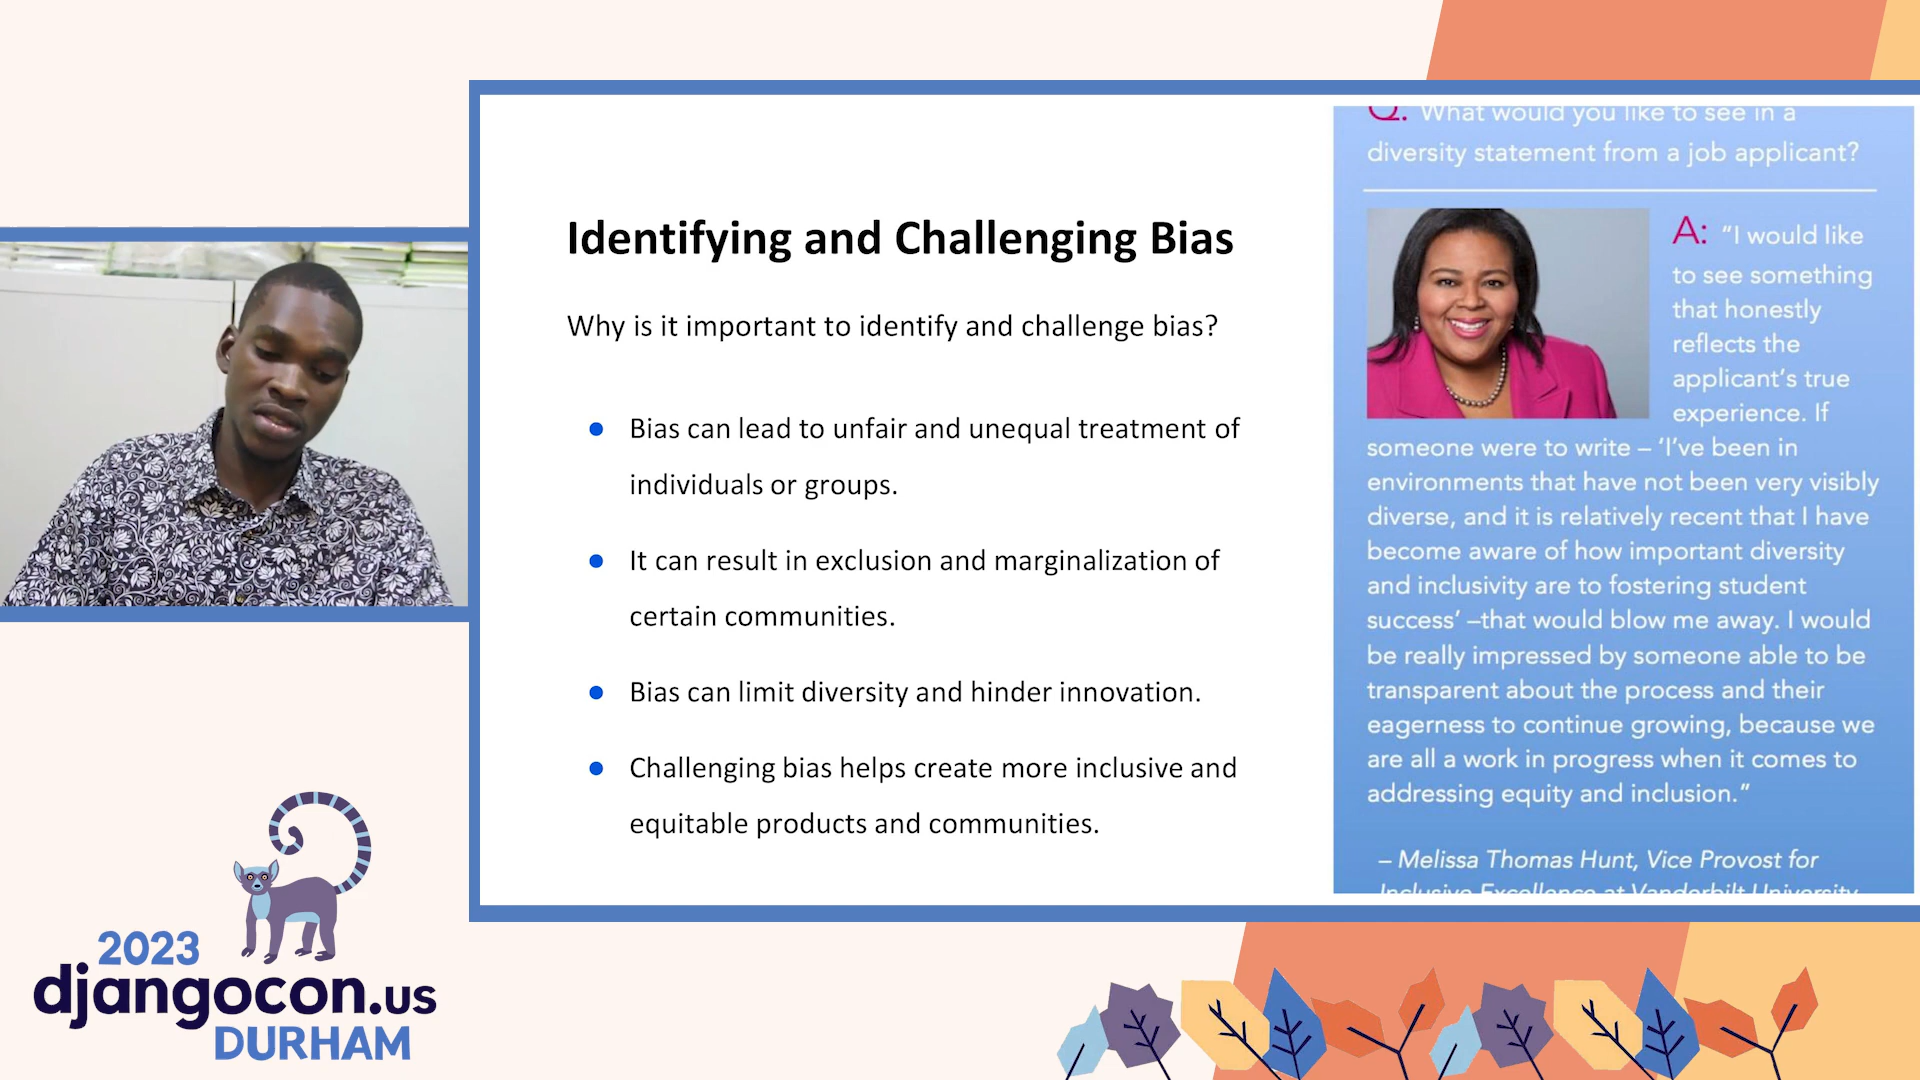 Identifying and Challenging Bias
Why is it important to identify and challenge bias?
● Bias can lead to unfair and unequal treatment of
individuals or groups.
● It can result in exclusion and marginalization of
certain communities.
● Bias can limit diversity and hinder innovation.
● Challenging bias helps create more inclusive and
equitable products and communities.
Q: What would you like to see in a
diversity statement from a job applicant?
A: “I would like
to see something
that honestly
reflects the
applicant’s true
experience. If
someone were to write – ‘I’ve been in
environments that have not been very visibly
diverse, and it is relatively recent that I have
become aware of how important diversity
and inclusivity are to fostering student
success’ –that would blow me away. I would
be really impressed by someone able to be
transparent about the process and their
eagerness to continue growing, because we
are all a work in progress when it comes to
addressing equity and inclusion.”
– Melissa Thomas Hunt, Vice Provost for
Inclusive Excellence at Vanderbilt University
2023
djangocon.us
DURHAM